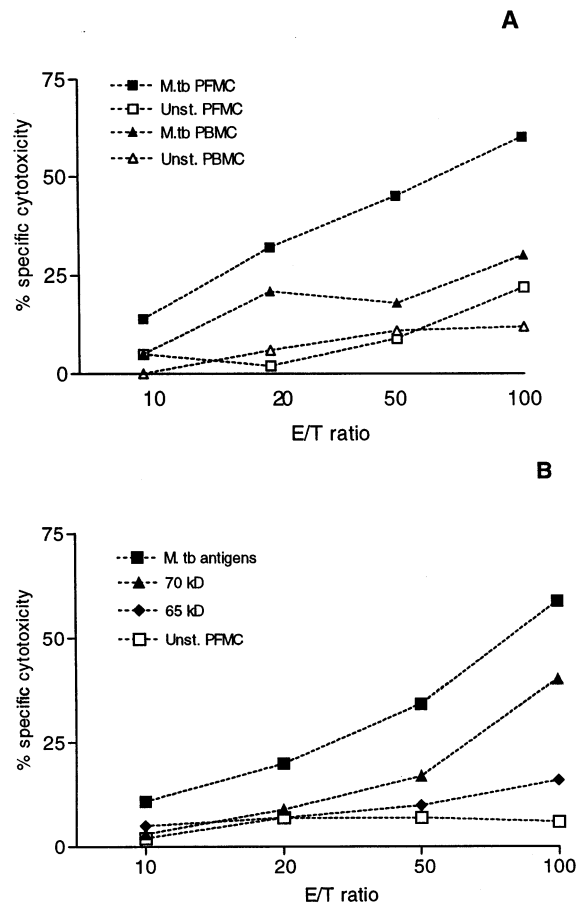 A
75
50
25
0
% specific cytotoxicity
M.tb PFMC
Unst. PFMC
M.tb PBMC
Unst. PBMC
10 20 50 100
E/T ratio
B
75
50
25
0
% specific cytotoxicity
M. tb antigens
70 kD
65 kD
Unst. PFMC
10 20 50 100
E/T ratio